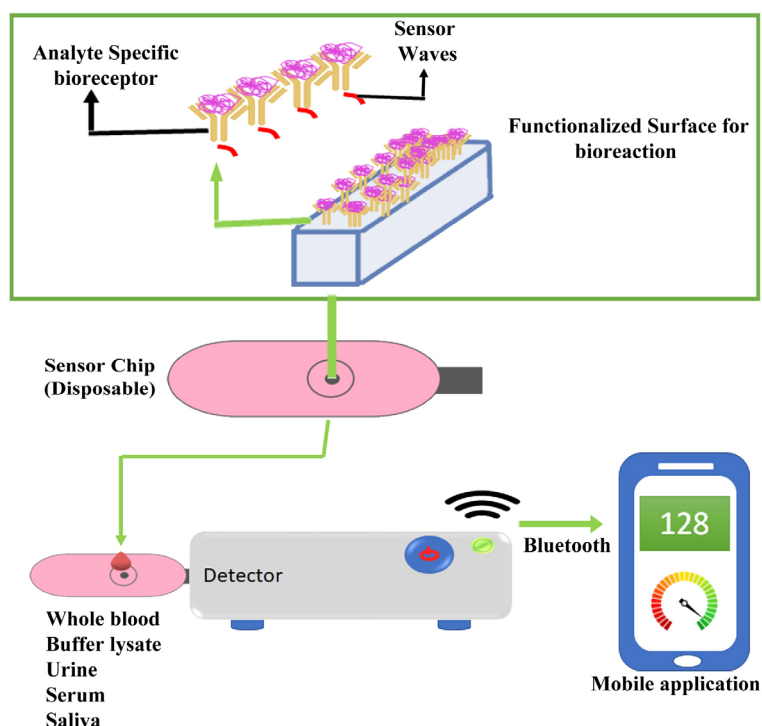 Analyte Specific
bioreceptor
Sensor
Waves
Functionalized Surface for
bioreaction
Sensor Chip
(Disposable)
Detector
Bluetooth
128
Whole blood
Buffer lysate
Urine
Serum
Saliva
Mobile application